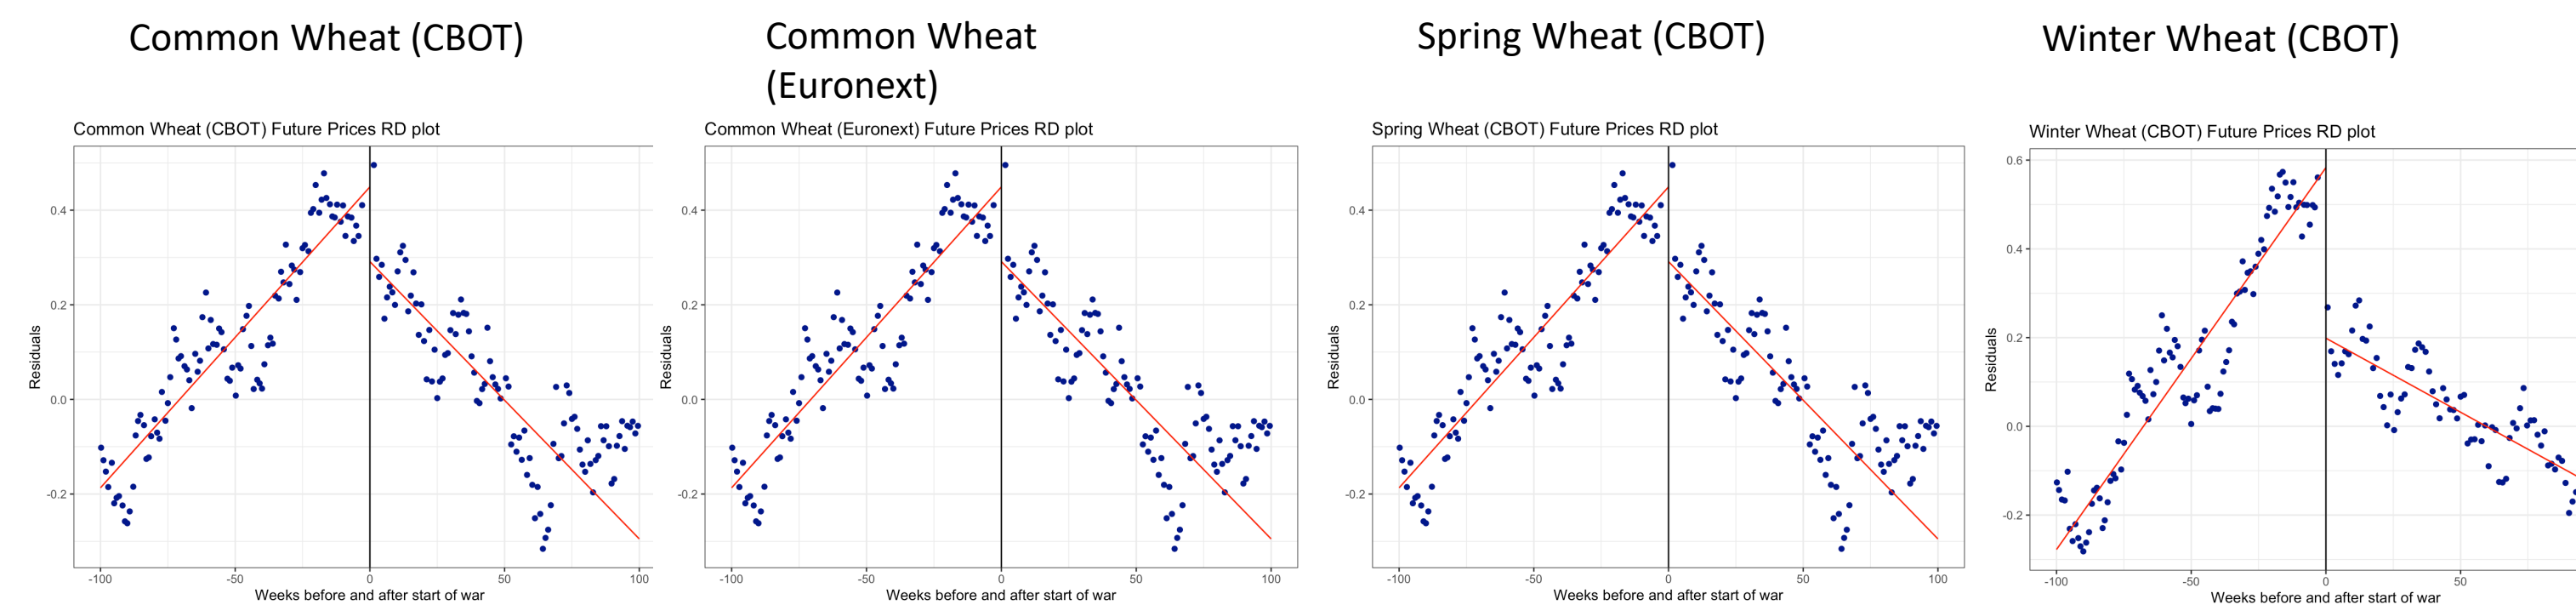 Common Wheat (CBOT)
Common Wheat
(Euronext)
Spring Wheat (CBOT)
Winter Wheat (CBOT)
Common Wheat (CBOT) Future Prices RD plot
Residuals
0.4
0.2
0.0
-0.2
-100
-50
0
50
100
Weeks before and after start of war
Common Wheat (Euronext) Future Prices RD plot
Residuals
0.4
0.2
0.0
-0.2
-100
-50
0
50
100
Weeks before and after start of war
Spring Wheat (CBOT) Future Prices RD plot
Residuals
0.4
0.2
0.0
-0.2
-100
-50
0
50
100
Weeks before and after start of war
Winter Wheat (CBOT) Future Prices RD plot
Residuals
0.6
0.4
0.2
0.0
-0.2
-100
-50
0
50
Weeks before and after start of war